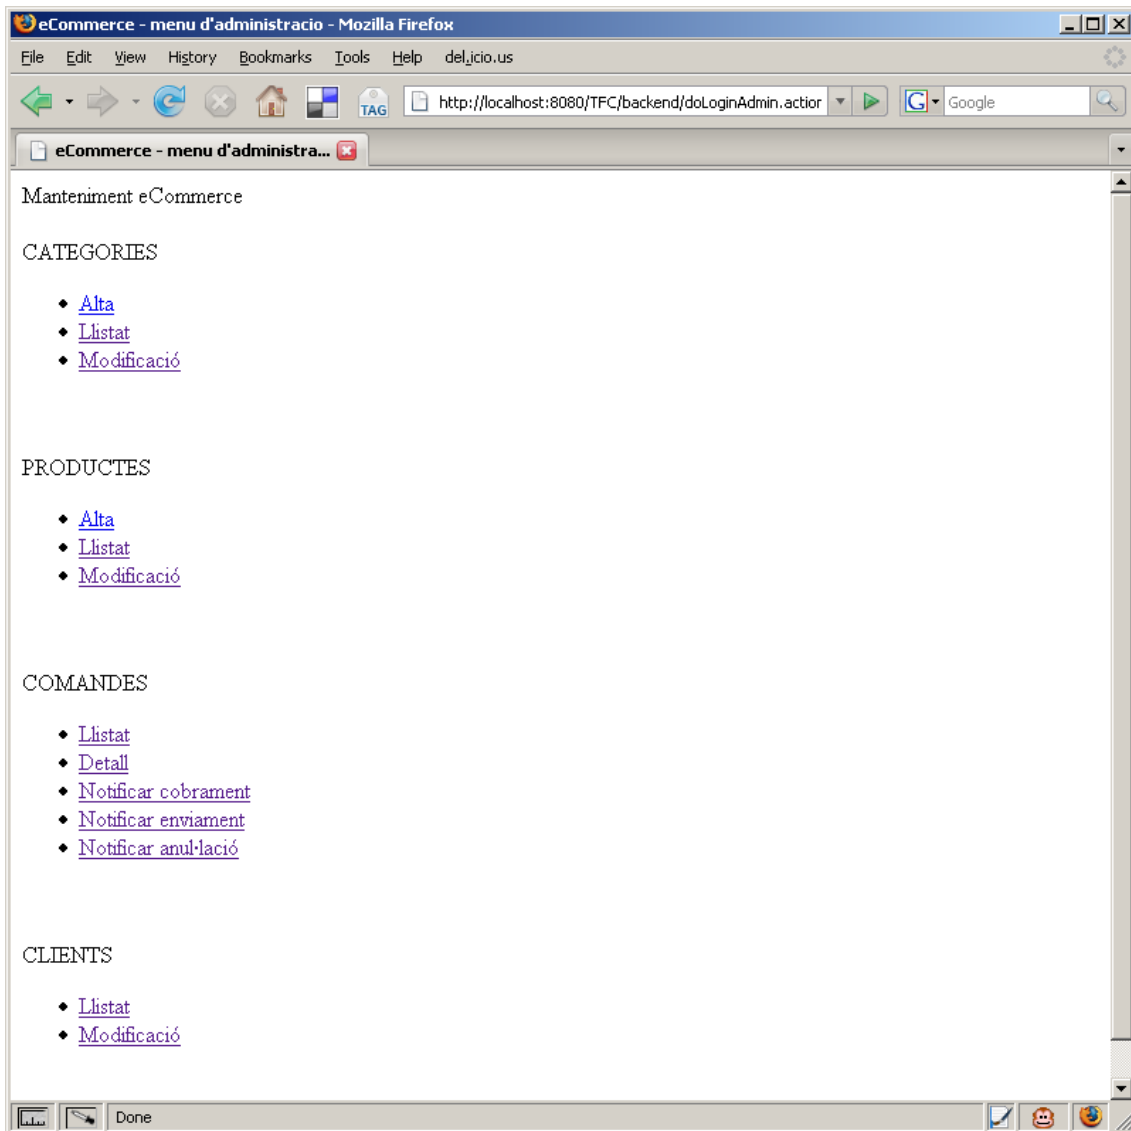 eCommerce - menu d'administracio - Mozilla Firefox
File Edit View History Bookmarks Tools Help del.icio.us
TAG http://localhost:8080/TFC/backend/doLoginAdmin.action G Google
eCommerce - menu d'administra...
Manteniment eCommerce
CATEGORIES
Alta
Llistat
Modificació
PRODUCTES
Alta
Llistat
Modificació
COMANDES
Llistat
Detall
Notificar cobrament
Notificar enviament
Notificar anul·lació
CLIENTS
Llistat
Modificació
Done